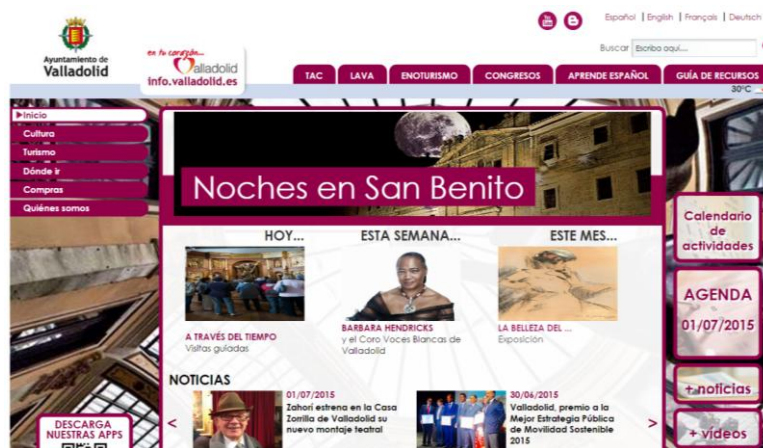 Español | English | Français | Deutsch
Buscar Escriba aquí...
Ayuntamiento de
Valladolid
en tu corazón...
Valladolid
info.valladolid.es
TAC LAVA ENOTURISMO CONGRESOS APRENDE ESPAÑOL GUÍA DE RECURSOS
30ºC
Inicio
Cultura
Turismo
Dónde ir
Compras
Quiénes somos
Noches en San Benito
HOY... ESTA SEMANA... ESTE MES...
A TRAVÉS DEL TIEMPO
Visitas guiadas
BARBARA HENDRICKS
y el Coro Voces Blancas de
Valladolid
LA BELLEZA DEL ...
Exposición
Calendario
de
actividades
AGENDA
01/07/2015
+ noticias
+ vídeos
NOTICIAS
<
01/07/2015
Zahorí estrena en la Casa
Zorrilla de Valladolid su
nuevo montaje teatral
30/06/2015
Valladolid, premio a la
Mejor Estrategia Pública
de Movilidad Sostenible
2015
>
DESCARGA
NUESTRAS APPS